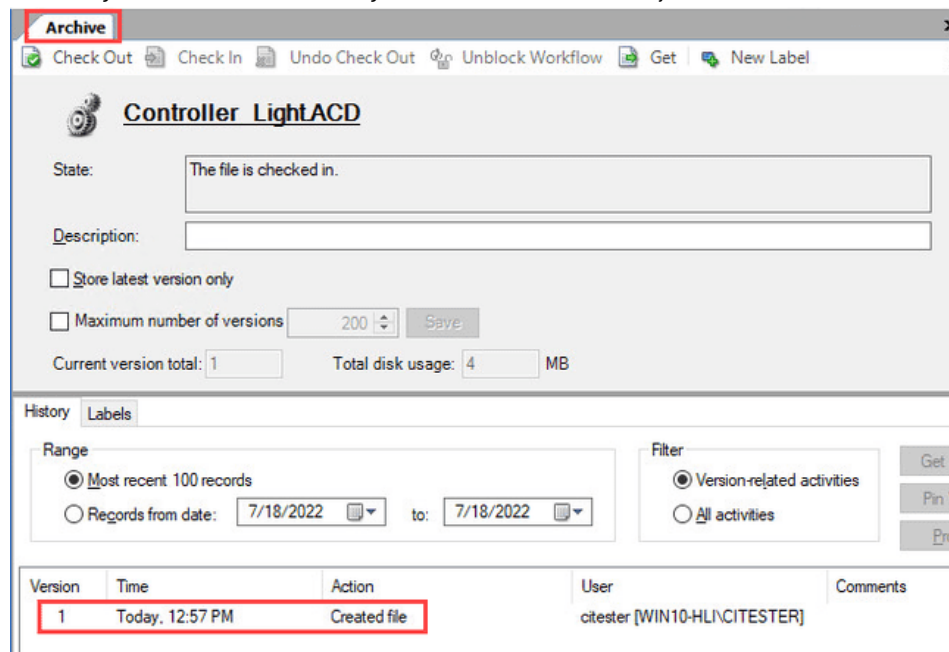 Archive
Check Out Check In Undo Check Out Unblock Workflow Get New Label
Controller_Light.ACD
State: The file is checked in.
Description:
Store latest version only
Maximum number of versions 200 Save
Current version total: 1 Total disk usage: 4 MB
History Labels
Range Filter
Most recent 100 records Version-related activities Get
Records from date: 7/18/2022 to: 7/18/2022 All activities Pin
Version Time Action User Comments
1 Today, 12:57 PM Created file citester [WIN10-HLI\CITESTER]